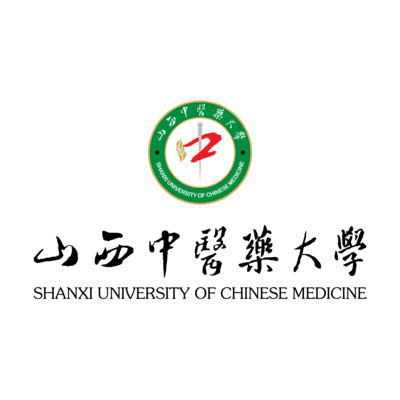 山西中醫藥大學
SHANXI UNIVERSITY OF CHINESE MEDICINE
山西中醫藥大學
SHANXI UNIVERSITY OF CHINESE MEDICINE